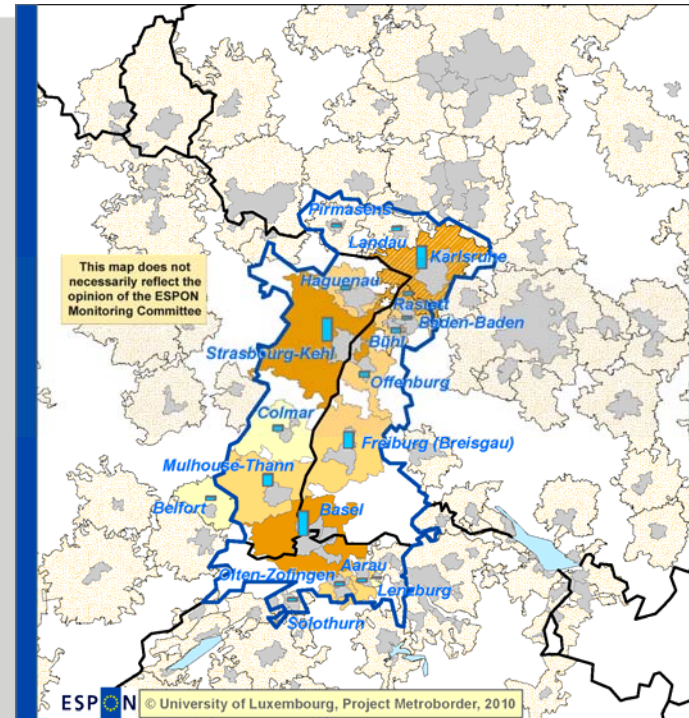 Pirmasens
Landau
Karlsruhe
This map does not
necessarily reflect the
opinion of the ESPON
Monitoring Committee
Haguenau
Rastatt
Baden-Baden
Strasbourg-Kehl
Bühl
Offenburg
Colmar
Freiburg (Breisgau)
Mulhouse-Thann
Belfort
Basel
Aarau
Olten-Zofingen
Lenzburg
Solothurn
ESPON © University of Luxembourg, Project Metroborder, 2010